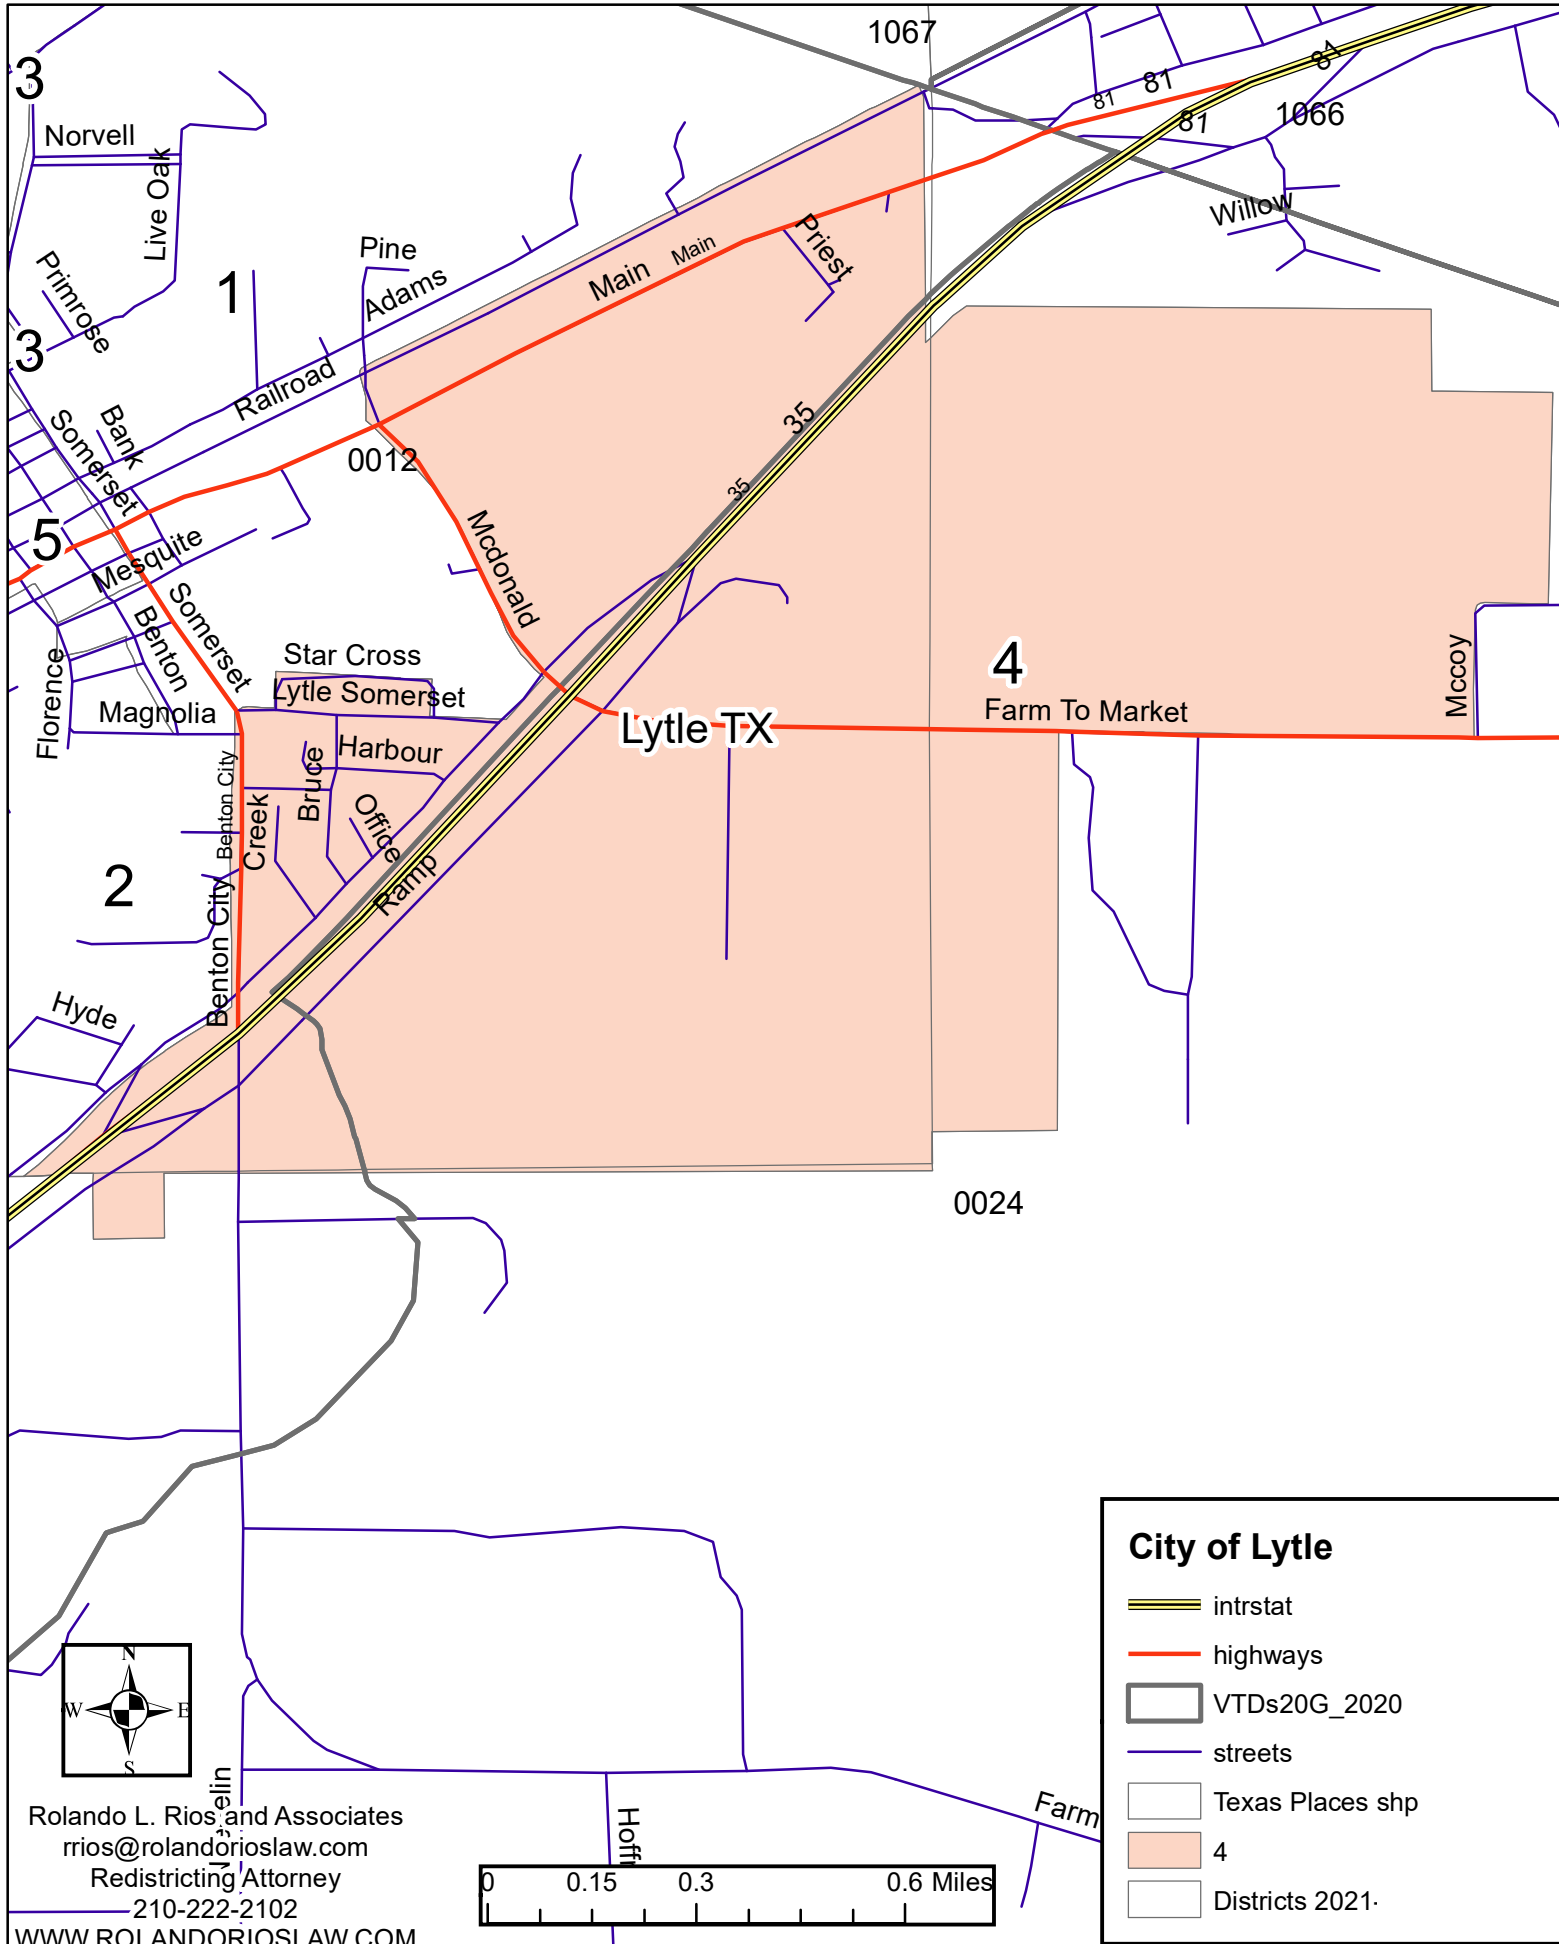 1067
3
81
81
81
81
1066
Norvell
Live Oak
Willow
Priest
Pine
Adams
Main
Main
Primrose
1
3
Railroad
35
35
Bank
Somerset
0012
5
Mesquite
Mcdonald
Somerset
Benton
Florence
Star Cross
Lytle Somerset
Magnolia
4
Mccoy
Farm To Market
Lytle TX
Harbour
Bruce
Benton City
Creek
Office
Ramp
2
Benton City
Hyde
0024
City of Lytle
intrstat
highways
VTDs20G_2020
streets
Texas Places shp
4
Districts 2021
N
W
E
S
Farm
Rolando L. Rios and Associates
rrios@rolandorioslaw.com
Redistricting Attorney
210-222-2102
WWW.ROLANDORIOSLAW.COM
0 0.15 0.3 0.6 Miles